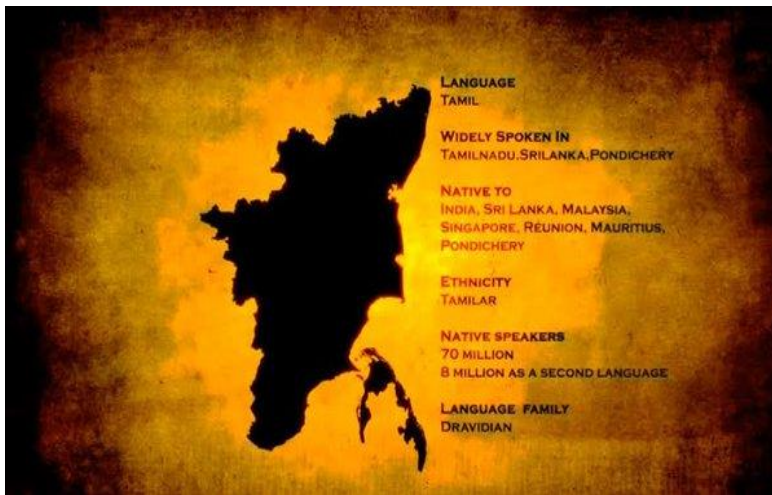 LANGUAGE
TAMIL
WIDELY SPOKEN IN
TAMILNADU,SRILANKA,PONDICHERY
NATIVE TO
INDIA, SRI LANKA, MALAYSIA,
SINGAPORE, RÉUNION, MAURITIUS,
PONDICHERY
ETHNICITY
TAMILAR
NATIVE SPEAKERS
70 MILLION
8 MILLION AS A SECOND LANGUAGE
LANGUAGE FAMILY
DRAVIDIAN